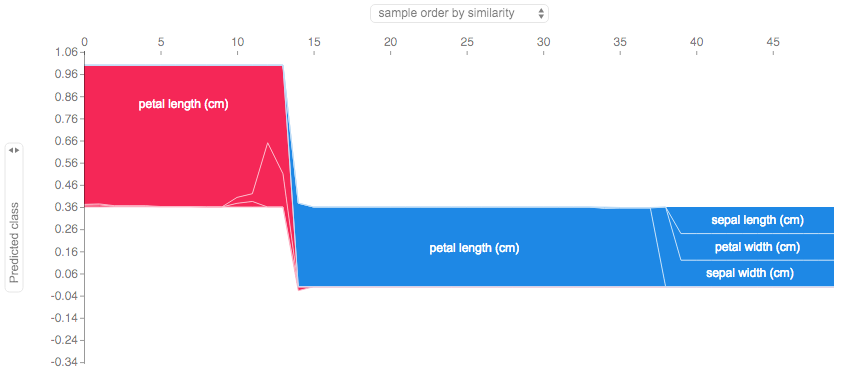 sample order by similarity
0 5 10 15 20 25 30 35 40 45
1.06
0.96
0.86
0.76
0.66
0.56
0.46
0.36
0.26
0.16
0.06
-0.04
-0.14
-0.24
-0.34
Predicted class
petal length (cm)
petal length (cm)
sepal length (cm)
petal width (cm)
sepal width (cm)